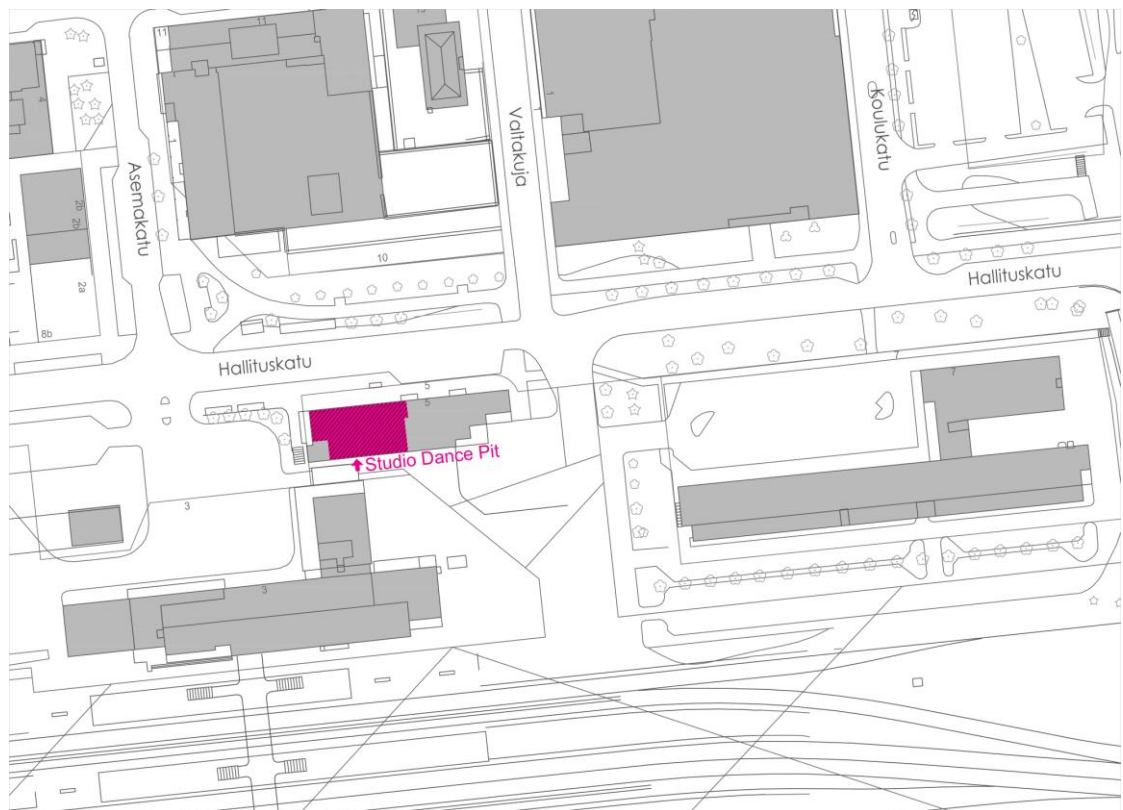 11
11
4
Asemakatu
2b
2b
2a
8b
10
Valtakuja
Koulukatu
Hallituskatu
Hallituskatu
5
5
Studio Dance Pit
7
7
3
3